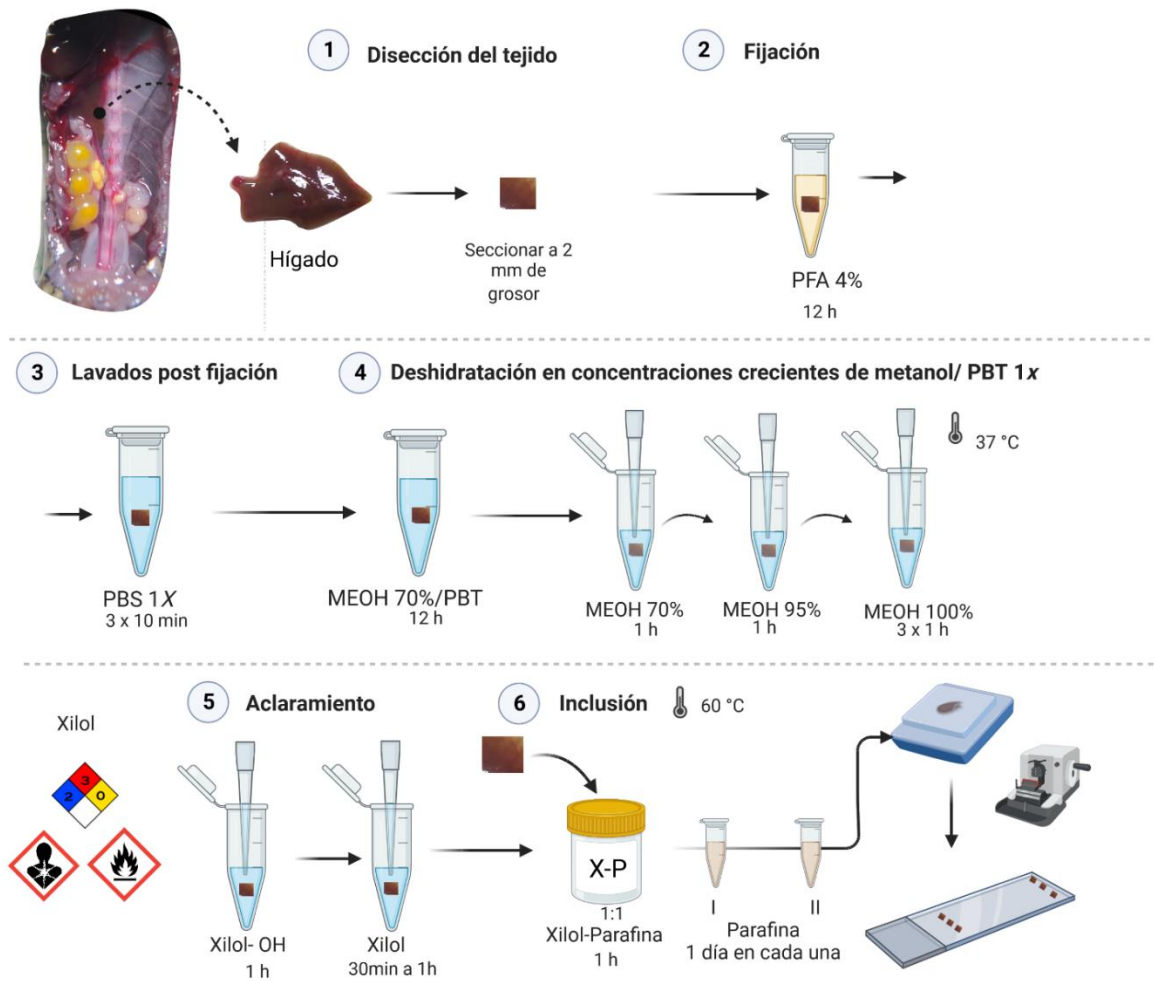 1 Disección del tejido
2 Fijación
Hígado
Seccionar a 2
mm de
grosor
PFA 4%
12 h
3 Lavados post fijación
4 Deshidratación en concentraciones crecientes de metanol/ PBT 1x
37 °C
PBS 1X
3 x 10 min
MEOH 70%/PBT
12 h
MEOH 70%
1 h
MEOH 95%
1 h
MEOH 100%
3 x 1 h
5 Aclaramiento
6 Inclusión
60 °C
Xilol
3
2
0
Xilol- OH
1 h
Xilol
30min a 1h
X-P
1:1
Xilol-Parafina
1 h
I
II
Parafina
1 día en cada una